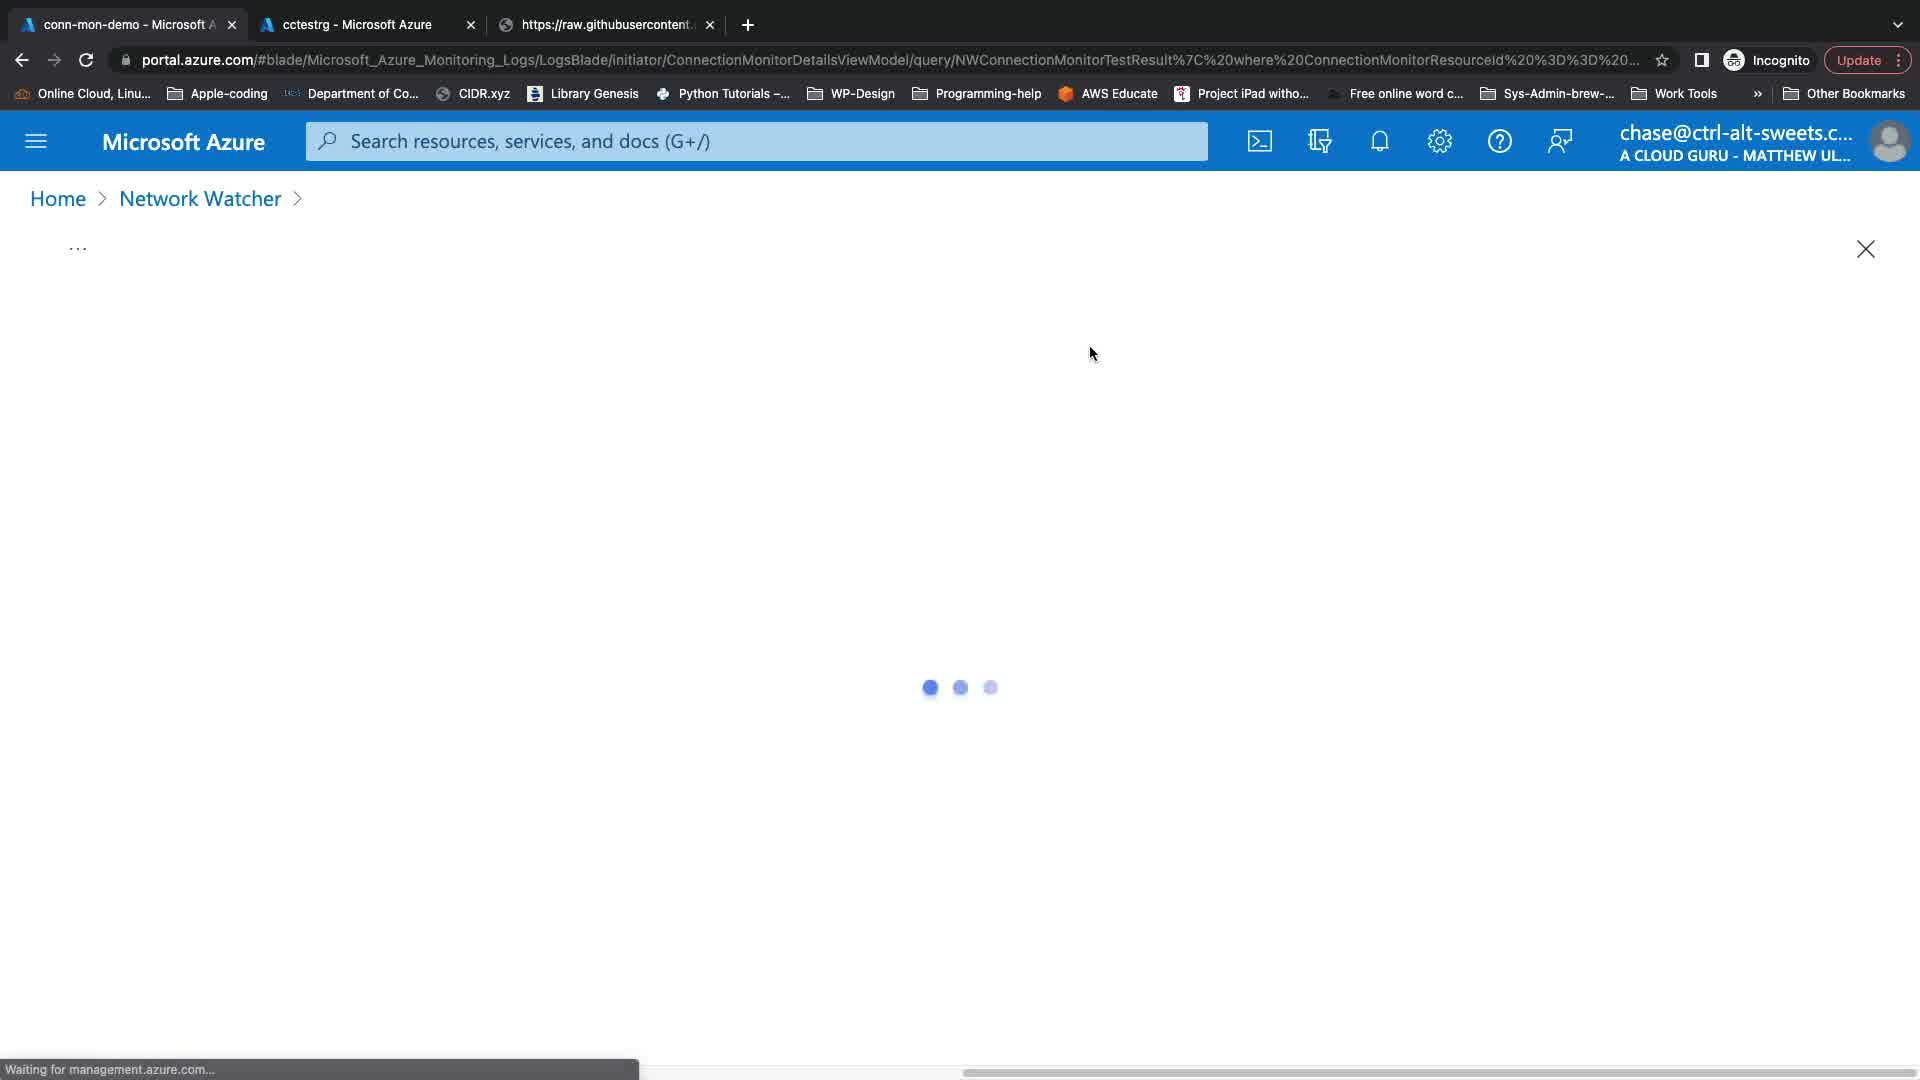 conn-mon-demo - Microsoft A
cctestrg - Microsoft Azure
https://raw.githubusercontent.
portal.azure.com/#blade/Microsoft_Azure_Monitoring_Logs/LogsBlade/initiator/ConnectionMonitorDetailsViewModel/query/NWConnectionMonitorTestResult%7C%20where%20ConnectionMonitorResourceId%20%3D%3D%20...
Incognito
Update
Online Cloud, Linu...
Apple-coding
Department of Co...
CIDR.xyz
Library Genesis
Python Tutorials –...
WP-Design
Programming-help
AWS Educate
Project iPad witho...
Free online word c...
Sys-Admin-brew-...
Work Tools
»
Other Bookmarks
Microsoft Azure
Search resources, services, and docs (G+/)
chase@ctrl-alt-sweets.c...
A CLOUD GURU - MATTHEW UL...
Home > Network Watcher >
...
Waiting for management.azure.com...